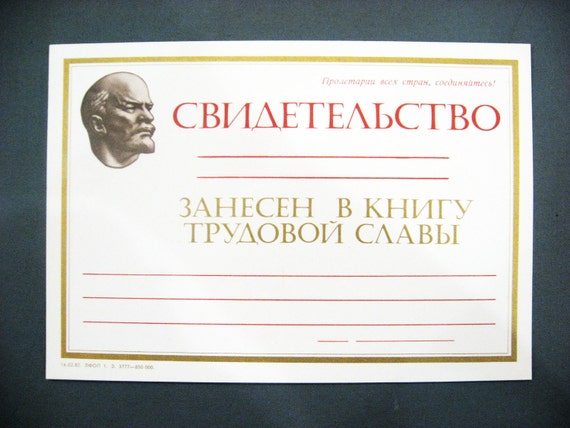 Пролетарии всех стран, соединяйтесь!
СВИДЕТЕЛЬСТВО
ЗАНЕСЕН В КНИГУ
ТРУДОВОЙ СЛАВЫ